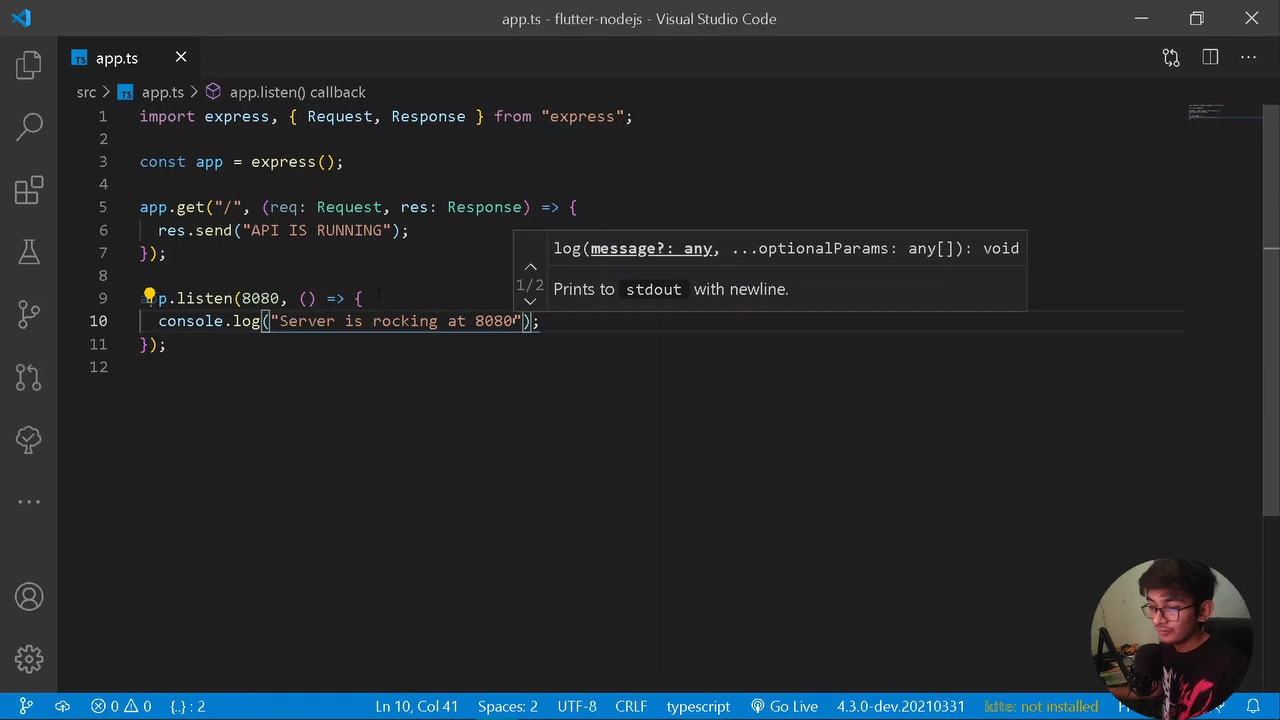 app.ts - flutter-nodejs - Visual Studio Code
TS app.ts
src > TS app.ts > app.listen() callback
1 import express, { Request, Response } from "express";
2
3 const app = express();
4
5 app.get("/", (req: Request, res: Response) => {
6 res.send("API IS RUNNING");
7 });
8
log(message?: any, ...optionalParams: any[]): void
1/2
Prints to stdout with newline.
9 app.listen(8080, () => {
10 console.log("Server is rocking at 8080");
11 });
12
0 0 {..} : 2 Ln 10, Col 41 Spaces: 2 UTF-8 CRLF typescript Go Live 4.3.0-dev.20210331 kite: not installed